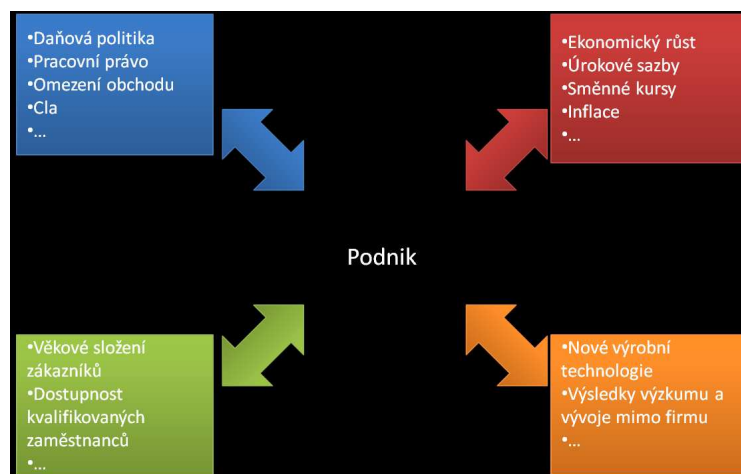 •Daňová politika
•Pracovní právo
•Omezení obchodu
•Cla
•...
•Ekonomický růst
•Úrokové sazby
•Směnné kursy
•Inflace
•...
Podnik
•Věkové složení
zákazníků
•Dostupnost
kvalifikovaných
zaměstnanců
•...
•Nové výrobní
technologie
•Výsledky výzkumu a
vývoje mimo firmu
•...